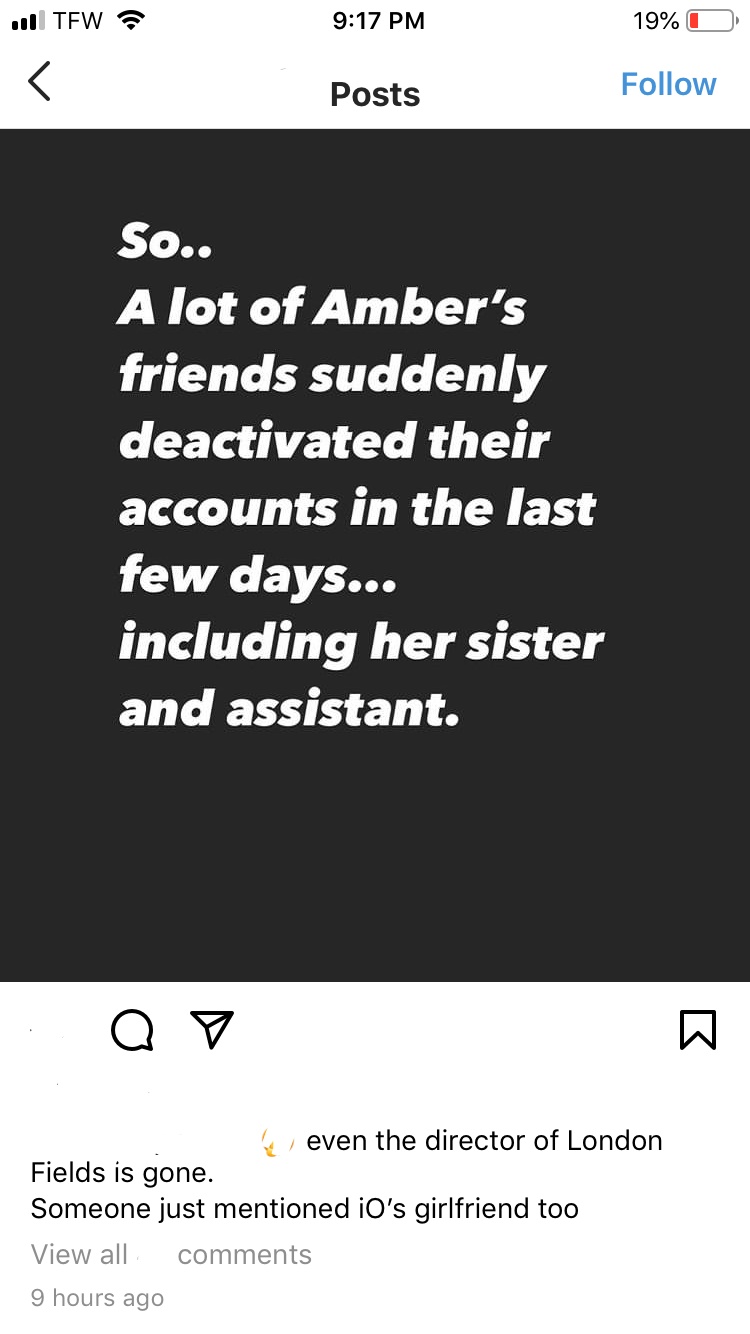 TFW 9:17 PM 19%
Posts Follow
So..
A lot of Amber’s
friends suddenly
deactivated their
accounts in the last
few days...
including her sister
and assistant.
even the director of London
Fields is gone.
Someone just mentioned iO’s girlfriend too
View all comments
9 hours ago